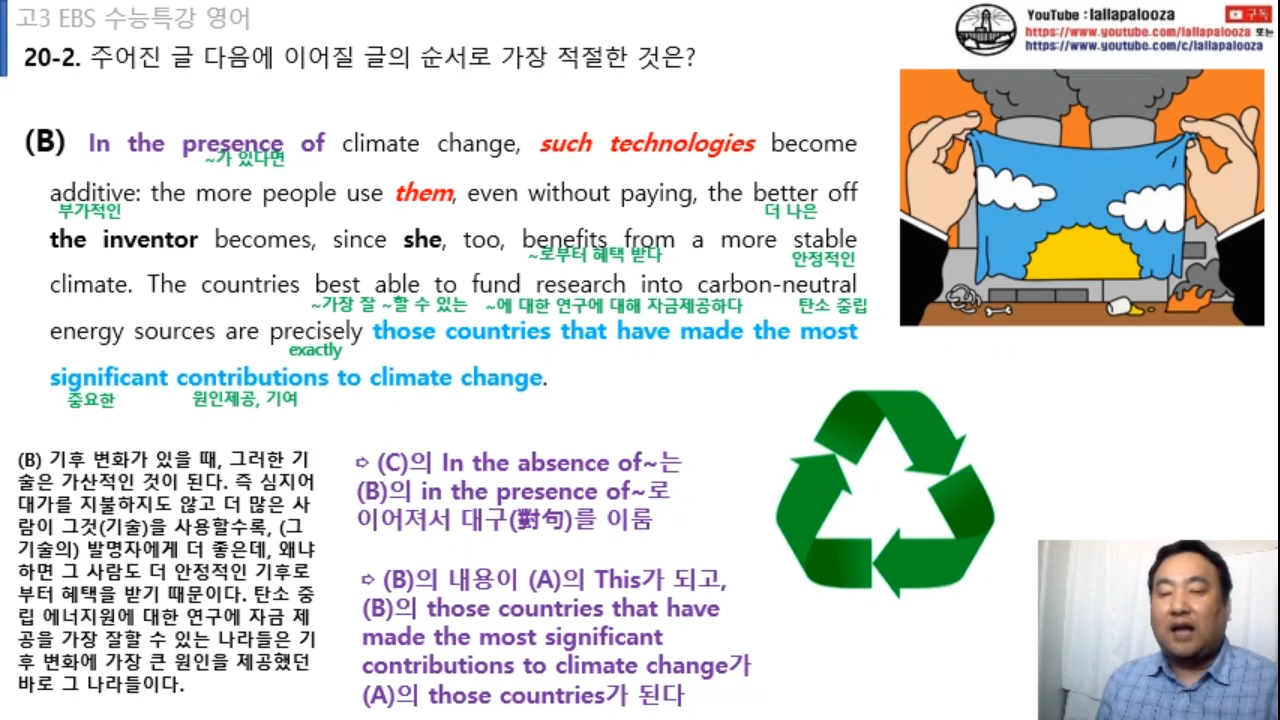 고3 EBS 수능특강 영어
YouTube : lallapalooza
구독
https://www.youtube.com/lallapalooza 또는
https://www.youtube.com/c/lallapalooza
20-2. 주어진 글 다음에 이어질 글의 순서로 가장 적절한 것은?
(B) In the presence of climate change, such technologies become
~가 있다면
additive: the more people use them, even without paying, the better off
부가적인 더 나은
the inventor becomes, since she, too, benefits from a more stable
~로부터 혜택 받다 안정적인
climate. The countries best able to fund research into carbon-neutral
~가장 잘 ~할 수 있는 ~에 대한 연구에 대해 자금제공하다 탄소 중립
energy sources are precisely those countries that have made the most
exactly
significant contributions to climate change.
중요한 원인제공, 기여
(B) 기후 변화가 있을 때, 그러한 기
술은 가산적인 것이 된다. 즉 심지어
대가를 지불하지도 않고 더 많은 사
람이 그것(기술)을 사용할수록, (그
기술의) 발명자에게 더 좋은데, 왜냐
하면 그 사람도 더 안정적인 기후로
부터 혜택을 받기 때문이다. 탄소 중
립 에너지원에 대한 연구에 자금 제
공을 가장 잘할 수 있는 나라들은 기
후 변화에 가장 큰 원인을 제공했던
바로 그 나라들이다.
⇨ (C)의 In the absence of~는
(B)의 in the presence of~로
이어져서 대구(對句)를 이룸
⇨ (B)의 내용이 (A)의 This가 되고,
(B)의 those countries that have
made the most significant
contributions to climate change가
(A)의 those countries가 된다